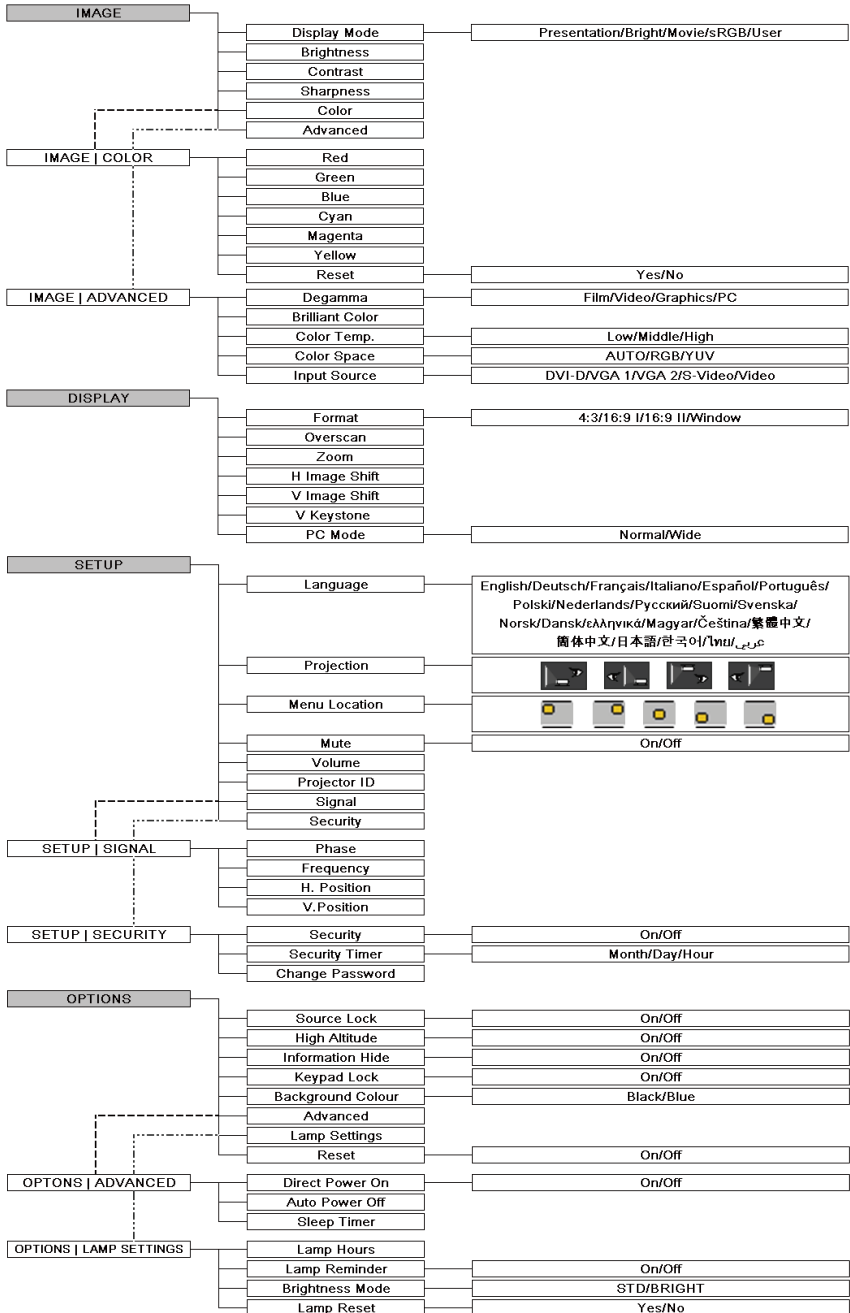 IMAGE
Display Mode Presentation/Bright/Movie/sRGB/User
Brightness
Contrast
Sharpness
Color
Advanced
IMAGE | COLOR Red
Green
Blue
Cyan
Magenta
Yellow
Reset Yes/No
IMAGE | ADVANCED Degamma Film/Video/Graphics/PC
Brilliant Color
Color Temp. Low/Middle/High
Color Space AUTO/RGB/YUV
Input Source DVI-D/VGA 1/VGA 2/S-Video/Video
DISPLAY
Format 4:3/16:9 I/16:9 II/Window
Overscan
Zoom
H Image Shift
V Image Shift
V Keystone
PC Mode Normal/Wide
SETUP
Language English/Deutsch/Français/Italiano/Español/Português/
Polski/Nederlands/Русский/Suomi/Svenska/
Norsk/Dansk/ελληνικά/Magyar/Čeština/繁體中文/
简体中文/日本語/한국어/ไทย/عربي
Projection
Menu Location
Mute On/Off
Volume
Projector ID
Signal
Security
SETUP | SIGNAL Phase
Frequency
H. Position
V.Position
SETUP | SECURITY Security On/Off
Security Timer Month/Day/Hour
Change Password
OPTIONS
Source Lock On/Off
High Altitude On/Off
Information Hide On/Off
Keypad Lock On/Off
Background Colour Black/Blue
Advanced
Lamp Settings
Reset On/Off
OPTONS | ADVANCED Direct Power On On/Off
Auto Power Off
Sleep Timer
OPTIONS | LAMP SETTINGS Lamp Hours
Lamp Reminder On/Off
Brightness Mode STD/BRIGHT
Lamp Reset Yes/No